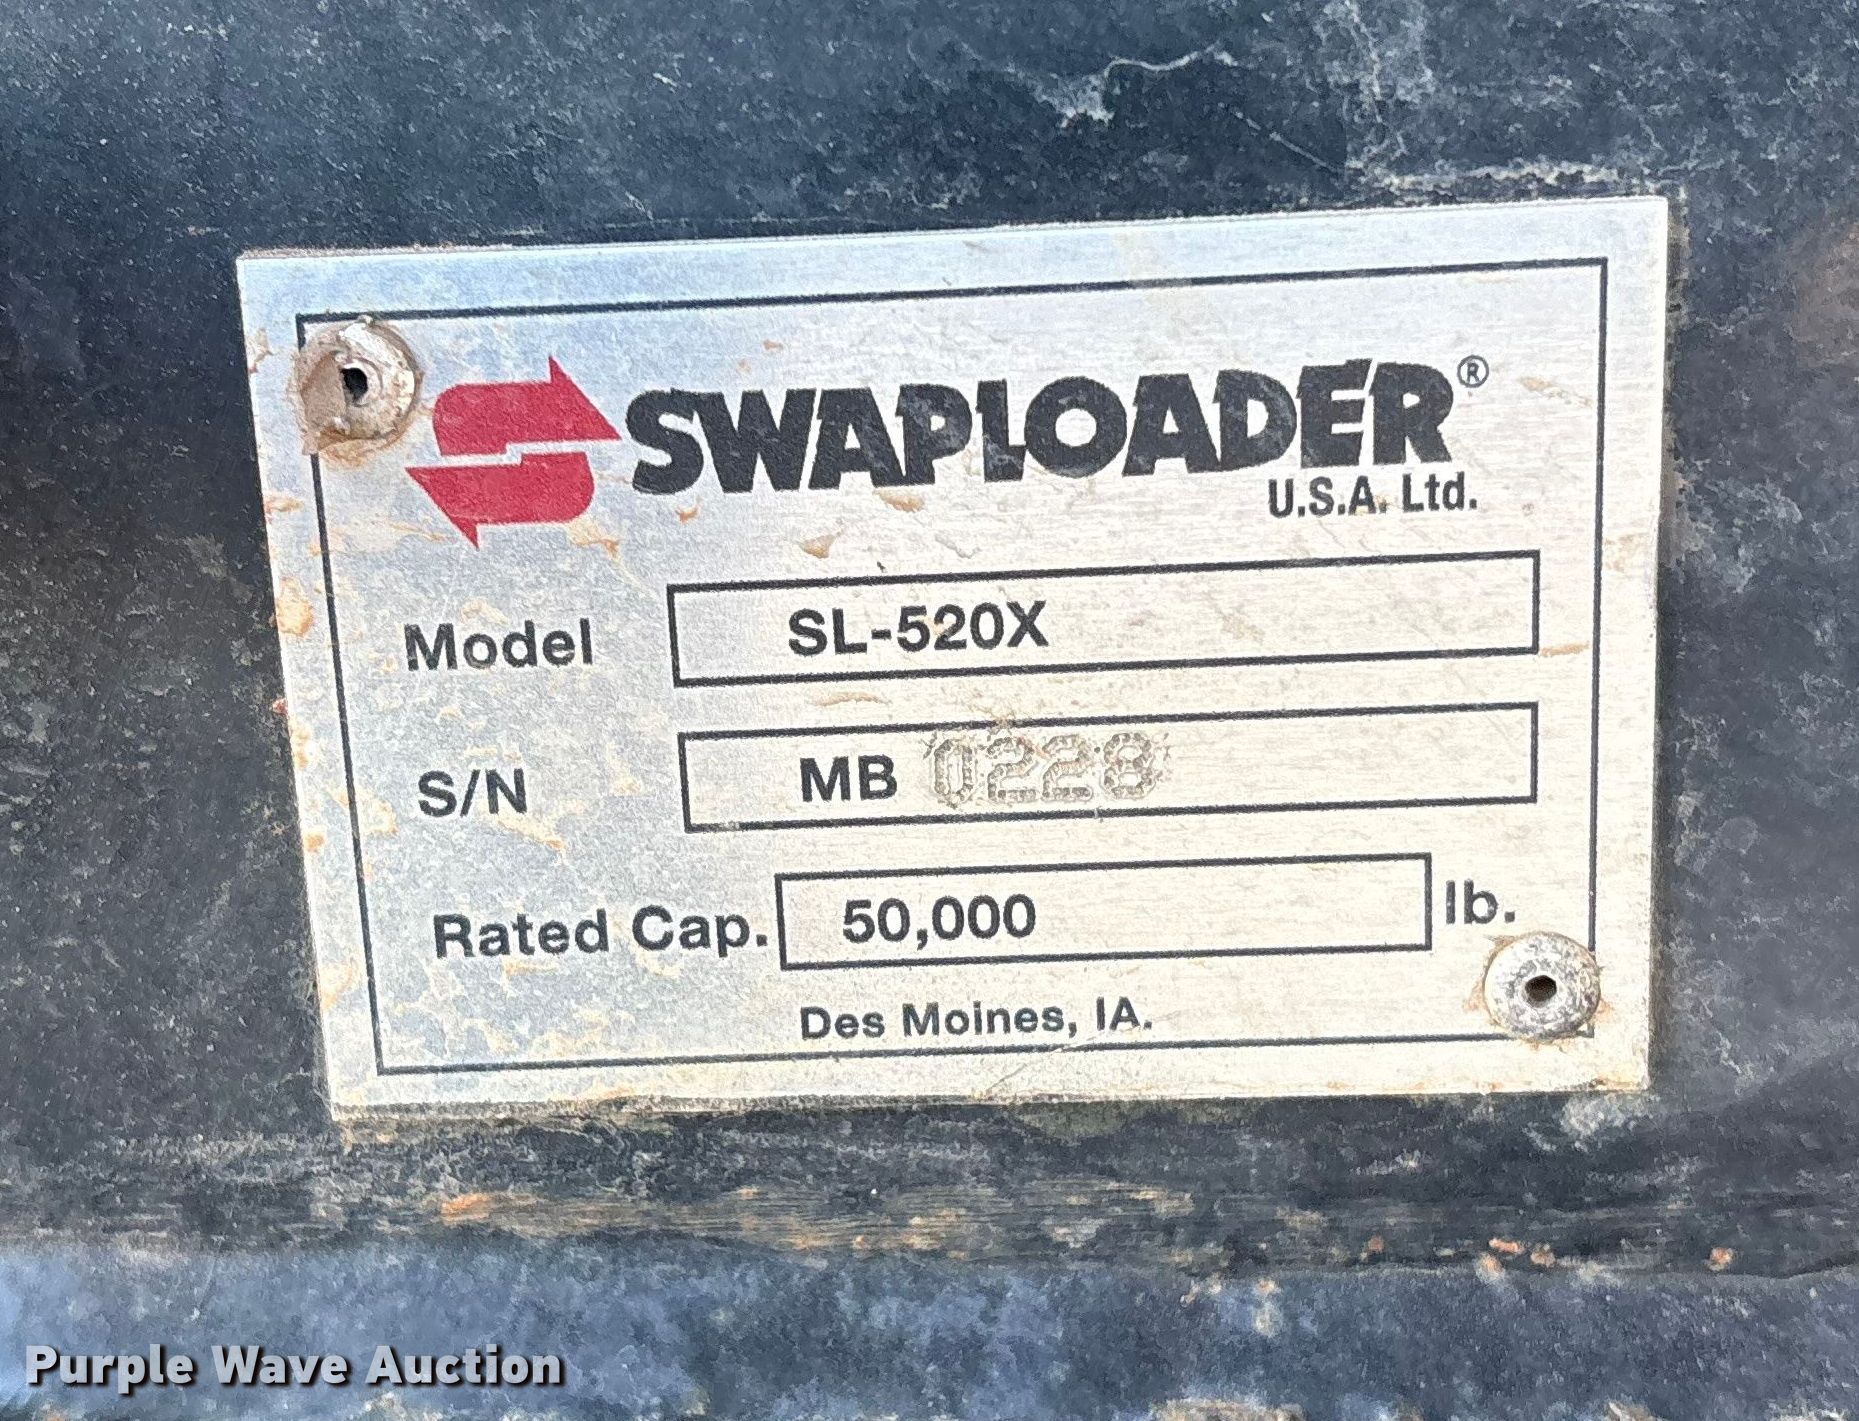 SWAPLOADER®
U.S.A. Ltd.
Model SL-520X
S/N MB 0228
Rated Cap. 50,000 lb.
Des Moines, IA.
Purple Wave Auction